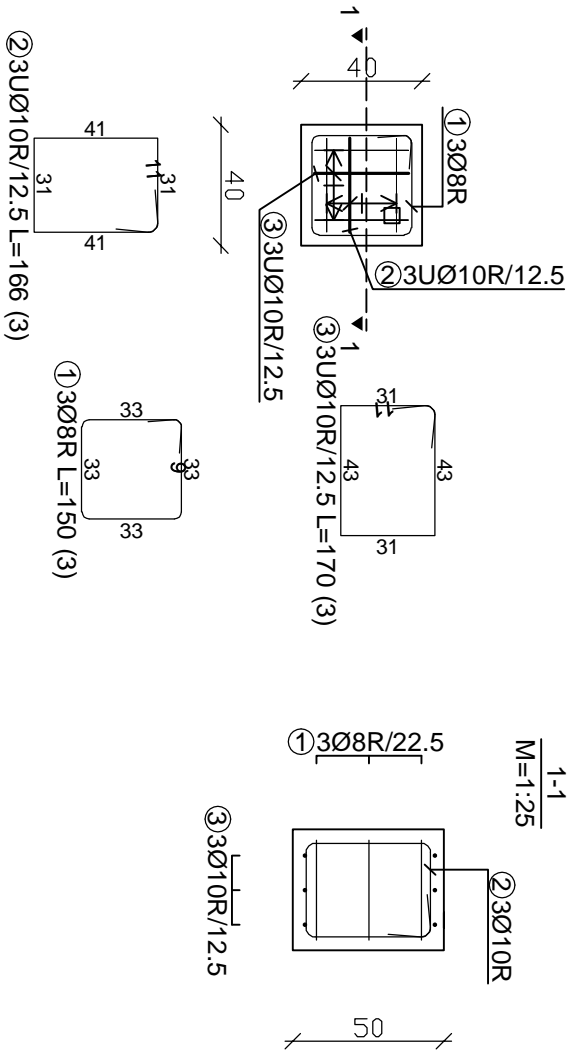 1
40
①3Ø8R
②3UØ10R/12.5
③3UØ10R/12.5
1
40
②3UØ10R/12.5 L=166 (3)
41
31
31
11
41
③3UØ10R/12.5 L=170 (3)
31
11
43
43
31
①3Ø8R L=150 (3)
33
33
33
9
33
1-1
M=1:25
①3Ø8R/22.5
②3Ø10R
③3Ø10R/12.5
50